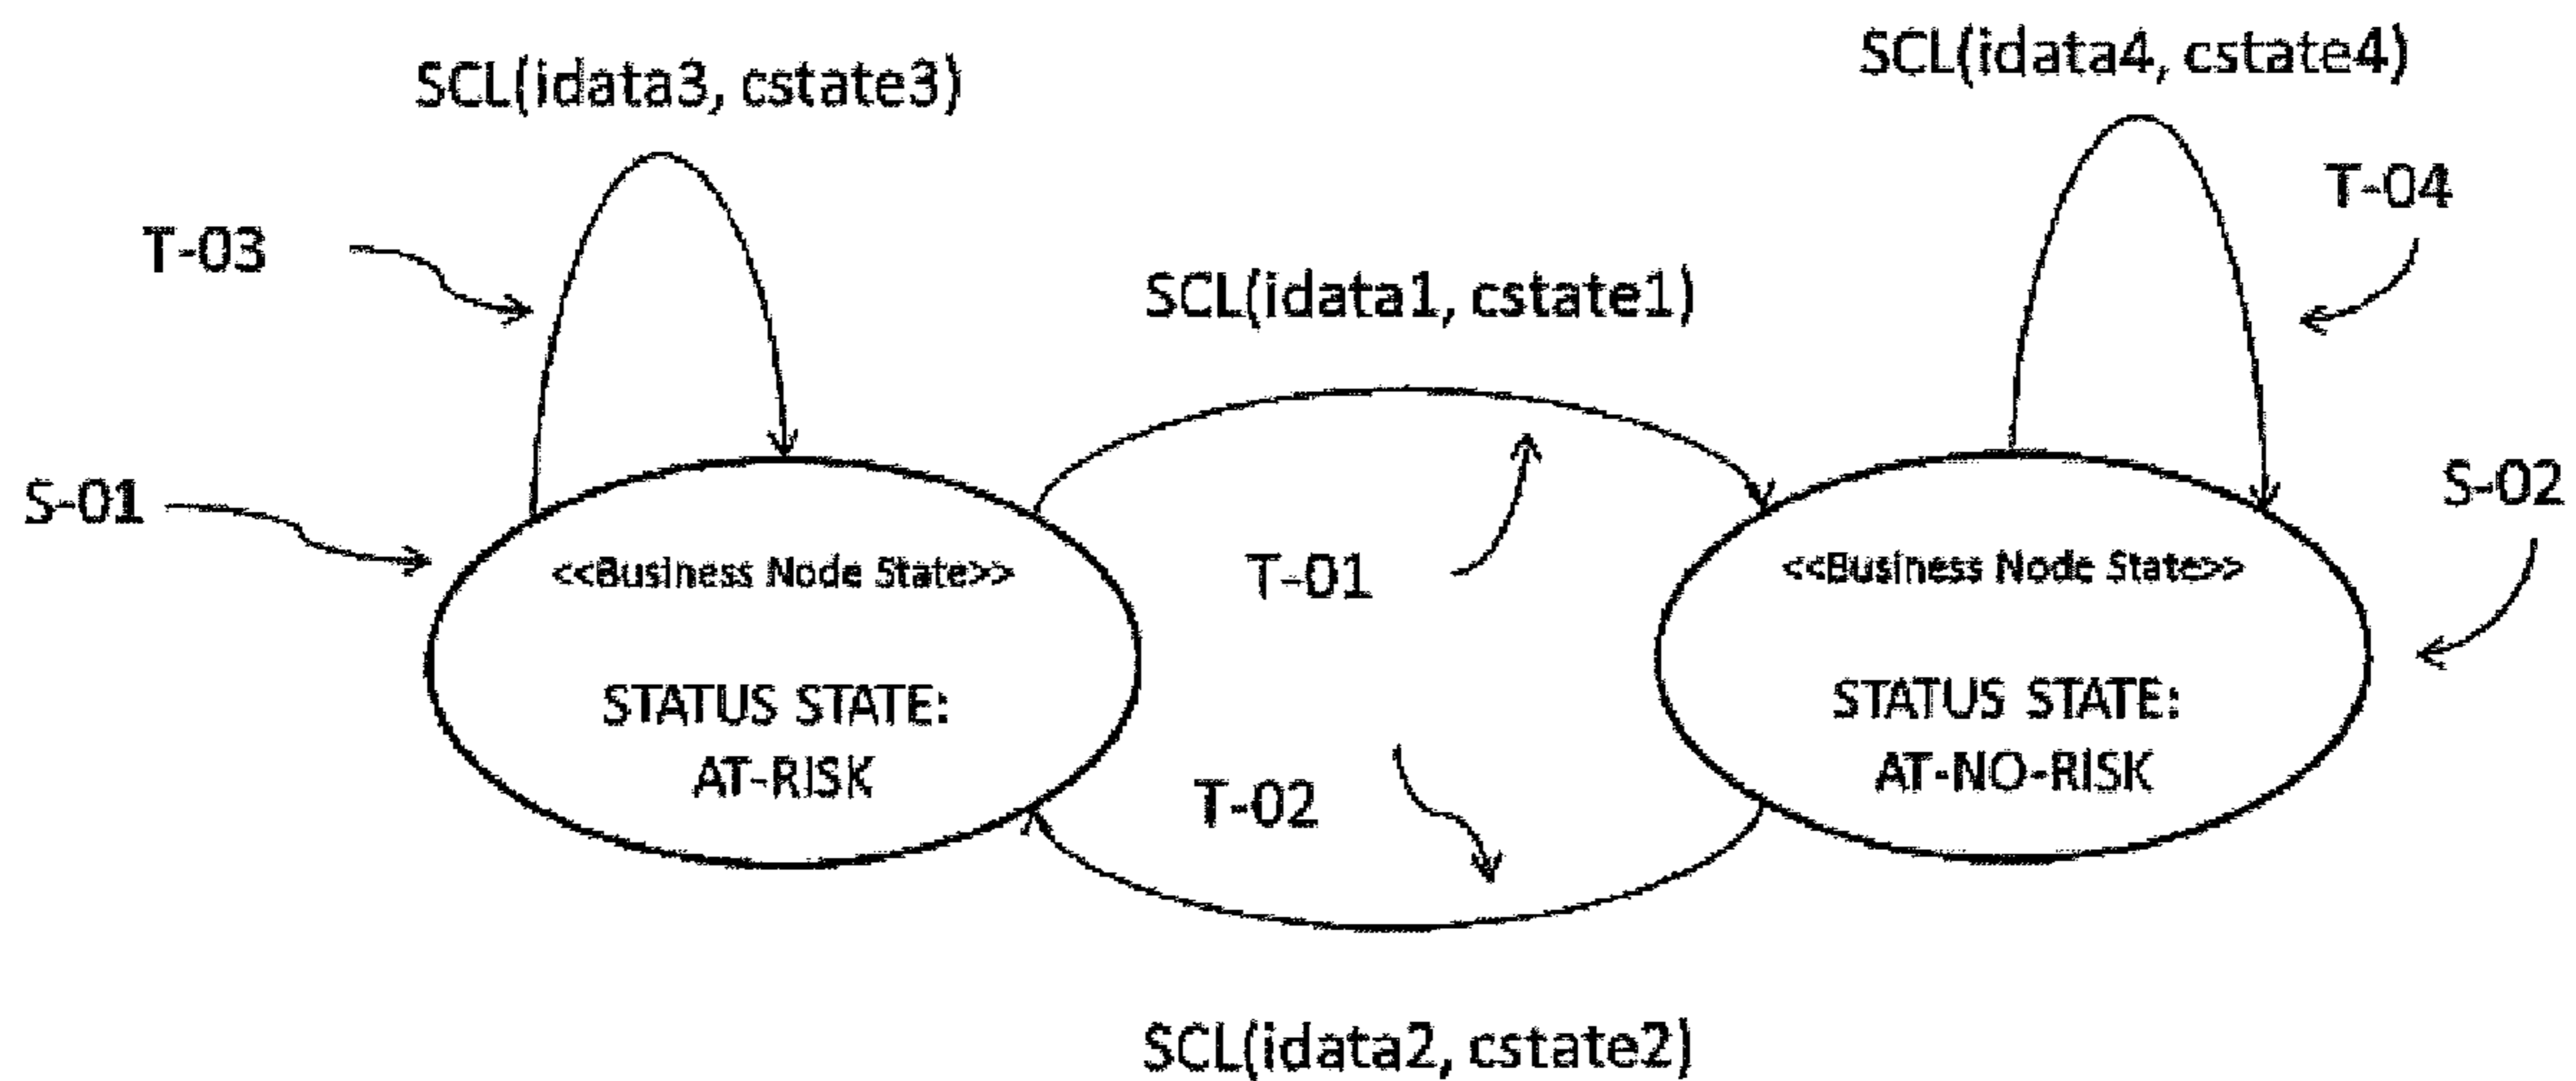 SCL(idata3, cstate3)
SCL(idata4, cstate4)
T-03
T-04
SCL(idata1, cstate1)
S-01
S-02
<<Business Node State>>
STATUS STATE:
AT-RISK
T-01
T-02
<<Business Node State>>
STATUS STATE:
AT-NO-RISK
SCL(idata2, cstate2)